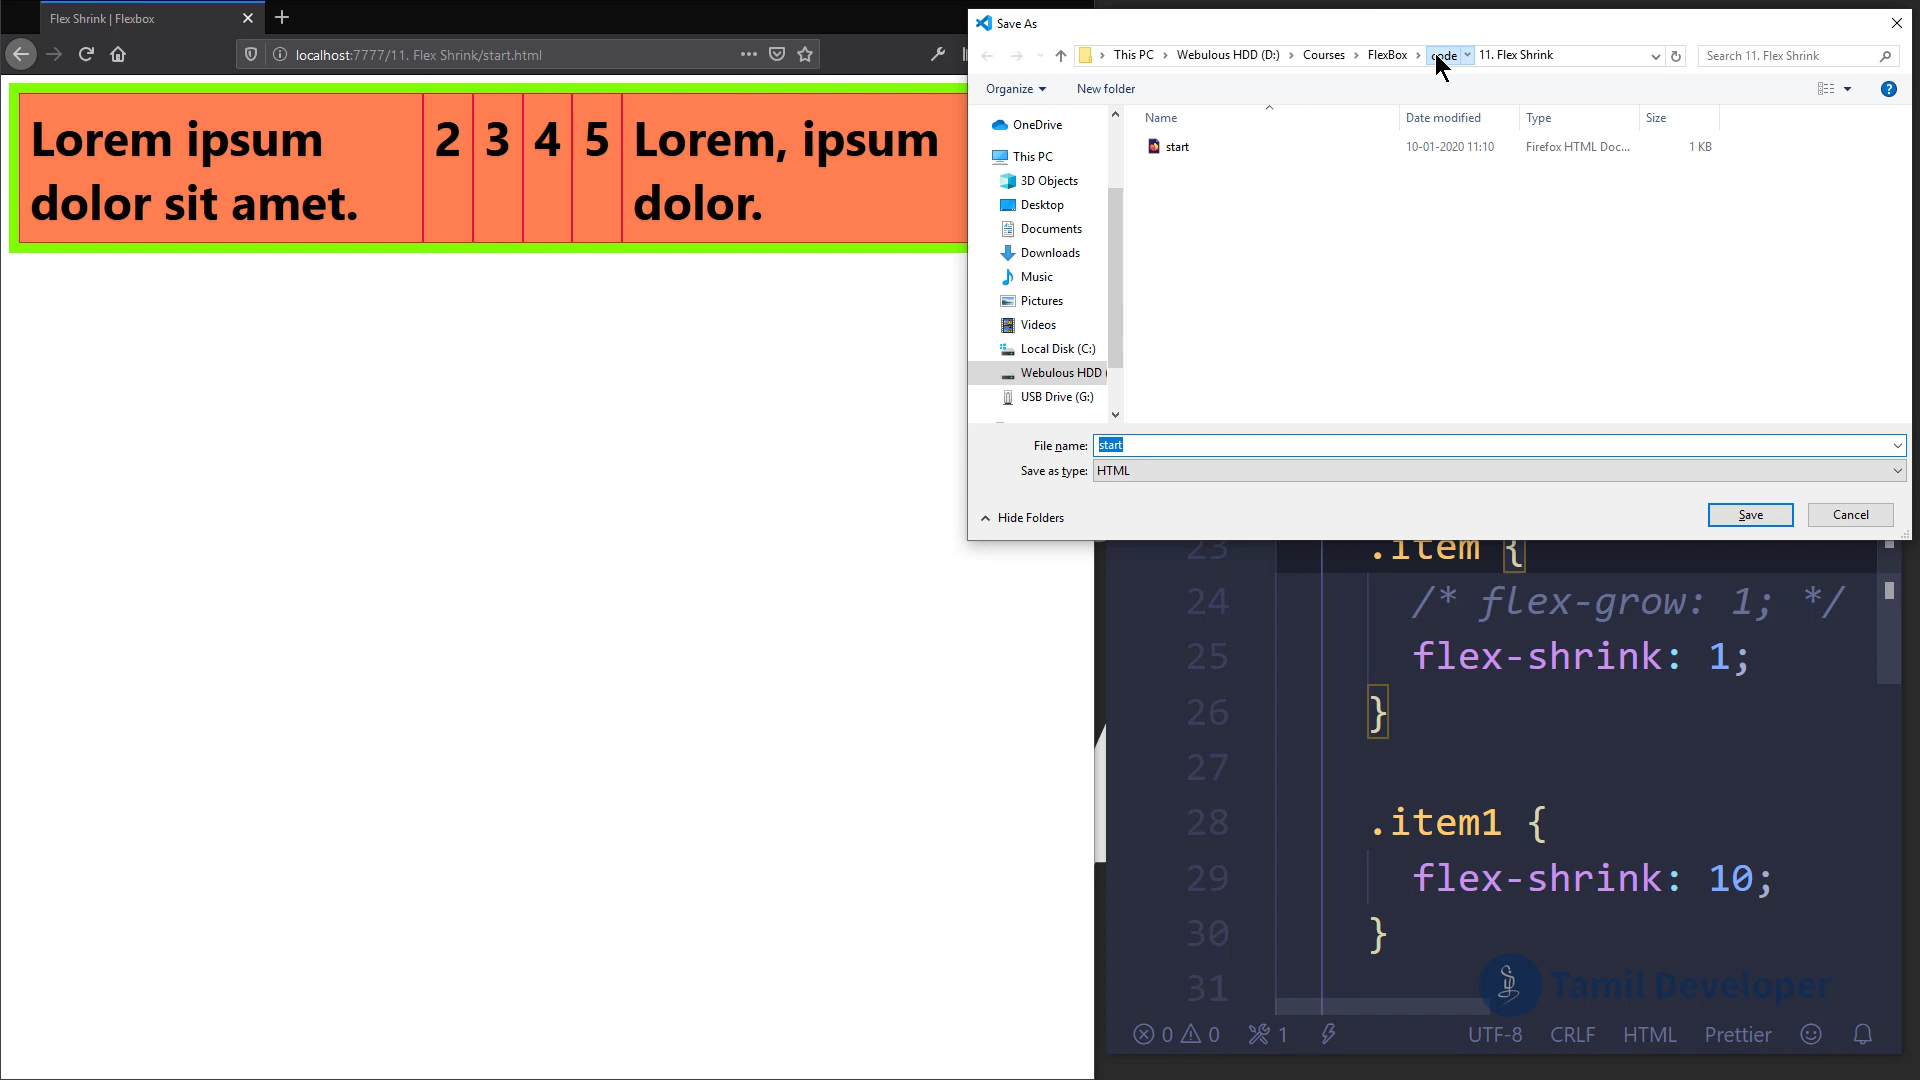 Flex Shrink | Flexbox
localhost:7777/11. Flex Shrink/start.html
Lorem ipsum
dolor sit amet.
2
3
4
5
Lorem, ipsum
dolor.
Save As
This PC
Webulous HDD (D:)
Courses
FlexBox
code
11. Flex Shrink
Search 11. Flex Shrink
Organize
New folder
Name
Date modified
Type
Size
start
10-01-2020 11:10
Firefox HTML Doc...
1 KB
OneDrive
This PC
3D Objects
Desktop
Documents
Downloads
Music
Pictures
Videos
Local Disk (C:)
Webulous HDD (
USB Drive (G:)
File name:
start
Save as type:
HTML
Hide Folders
Save
Cancel
23 .item {
24 /* flex-grow: 1; */
25 flex-shrink: 1;
26 }
27
28 .item1 {
29 flex-shrink: 10;
30 }
31
Tamil Developer
0
0
1
UTF-8
CRLF
HTML
Prettier